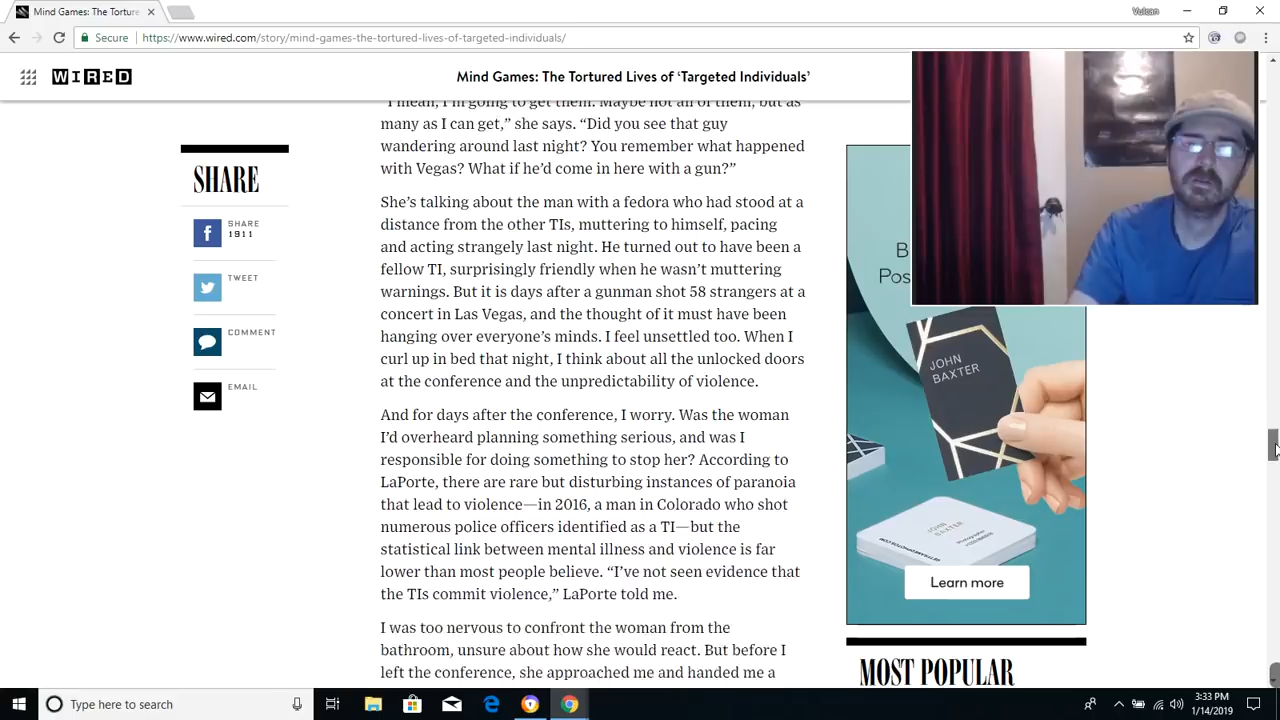 Mind Games: The Torture
Vulcan
Secure
https://www.wired.com/story/mind-games-the-tortured-lives-of-targeted-individuals/
WIRED
Mind Games: The Tortured Lives of ‘Targeted Individuals’
“I mean, I’m going to get them. Maybe not all of them, but as
many as I can get,” she says. “Did you see that guy
wandering around last night? You remember what happened
with Vegas? What if he’d come in here with a gun?”
She’s talking about the man with a fedora who had stood at a
distance from the other TIs, muttering to himself, pacing
and acting strangely last night. He turned out to have been a
fellow TI, surprisingly friendly when he wasn’t muttering
warnings. But it is days after a gunman shot 58 strangers at a
concert in Las Vegas, and the thought of it must have been
hanging over everyone’s minds. I feel unsettled too. When I
curl up in bed that night, I think about all the unlocked doors
at the conference and the unpredictability of violence.
And for days after the conference, I worry. Was the woman
I’d overheard planning something serious, and was I
responsible for doing something to stop her? According to
LaPorte, there are rare but disturbing instances of paranoia
that lead to violence—in 2016, a man in Colorado who shot
numerous police officers identified as a TI—but the
statistical link between mental illness and violence is far
lower than most people believe. “I’ve not seen evidence that
the TIs commit violence,” LaPorte told me.
I was too nervous to confront the woman from the
bathroom, unsure about how she would react. But before I
left the conference, she approached me and handed me a
SHARE
SHARE
1911
TWEET
COMMENT
EMAIL
B
Pos
JOHN
BAXTER
JOHN
BAXTER
Learn more
MOST POPULAR
Type here to search
3:33 PM
1/14/2019